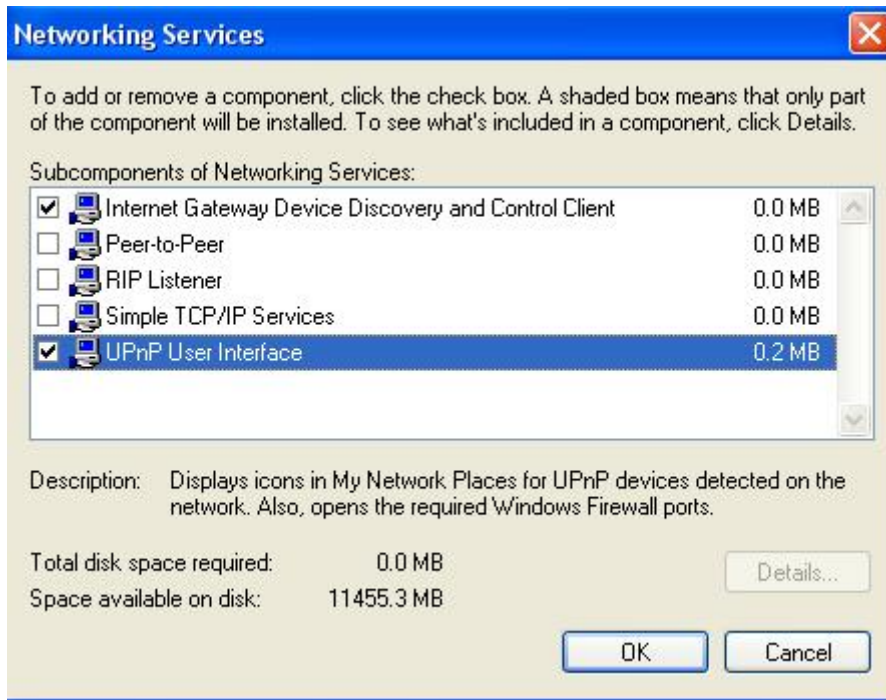 Networking Services
To add or remove a component, click the check box. A shaded box means that only part
of the component will be installed. To see what's included in a component, click Details.
Subcomponents of Networking Services:
Internet Gateway Device Discovery and Control Client 0.0 MB
Peer-to-Peer 0.0 MB
RIP Listener 0.0 MB
Simple TCP/IP Services 0.0 MB
UPnP User Interface 0.2 MB
Description: Displays icons in My Network Places for UPnP devices detected on the
network. Also, opens the required Windows Firewall ports.
Total disk space required: 0.0 MB
Details...
Space available on disk: 11455.3 MB
OK Cancel